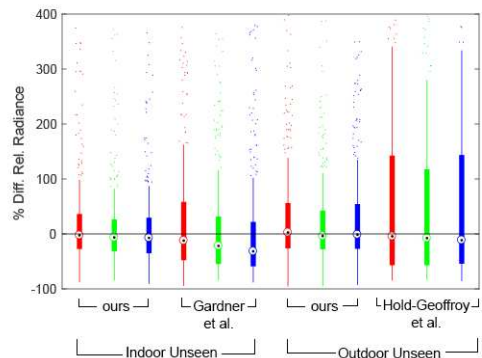 400
300
200
100
0
-100
% Diff. Rel. Radiance
ours
Gardner et al.
ours
Hold-Geoffroy et al.
Indoor Unseen
Outdoor Unseen